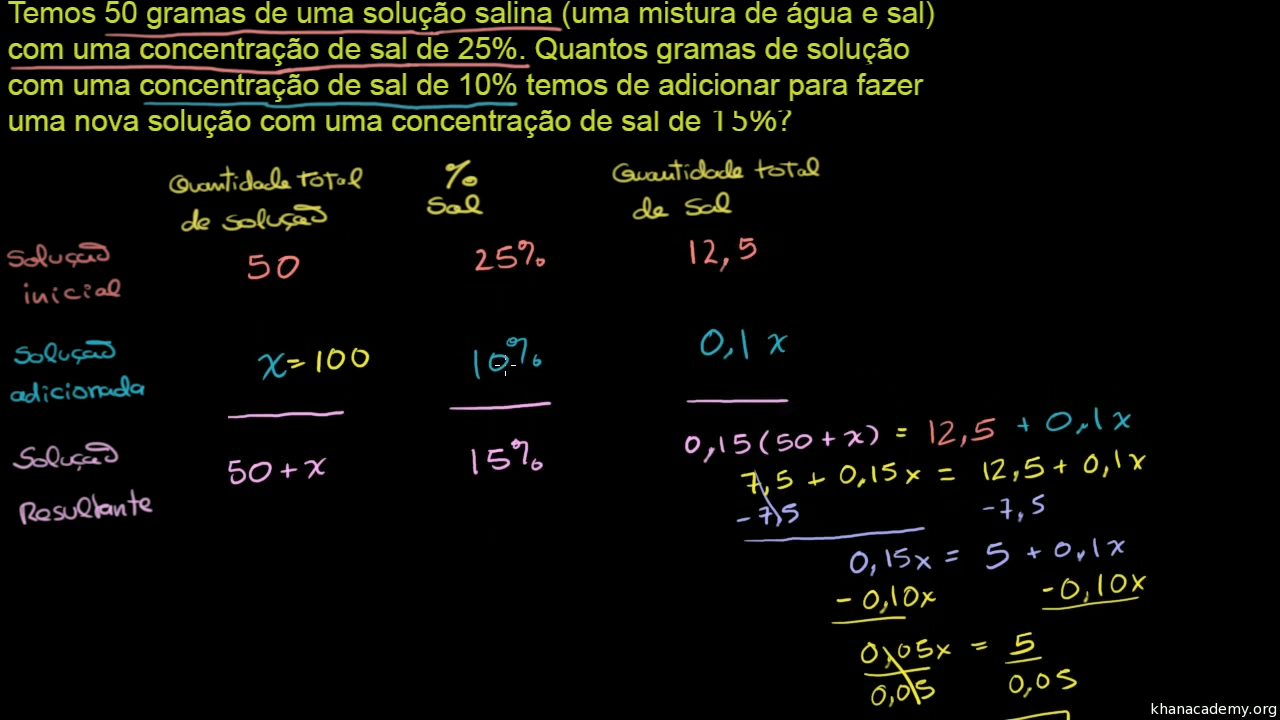 Temos 50 gramas de uma solução salina (uma mistura de água e sal)
com uma concentração de sal de 25%. Quantos gramas de solução
com uma concentração de sal de 10% temos de adicionar para fazer
uma nova solução com uma concentração de sal de 15%?
Quantidade total
de solução
%
Sal
Quantidade total
de sal
Solução
inicial
50
25%
12,5
Solução
adicionada
x = 100
10%
0,1 x
Solução
Resultante
50 + x
15%
0,15(50 + x) = 12,5 + 0,1x
7,5 + 0,15x = 12,5 + 0,1x
-7,5 -7,5
0,15x = 5 + 0,1x
- 0,10x -0,10x
0,05x = 5
0,05 0,05
khanacademy.org